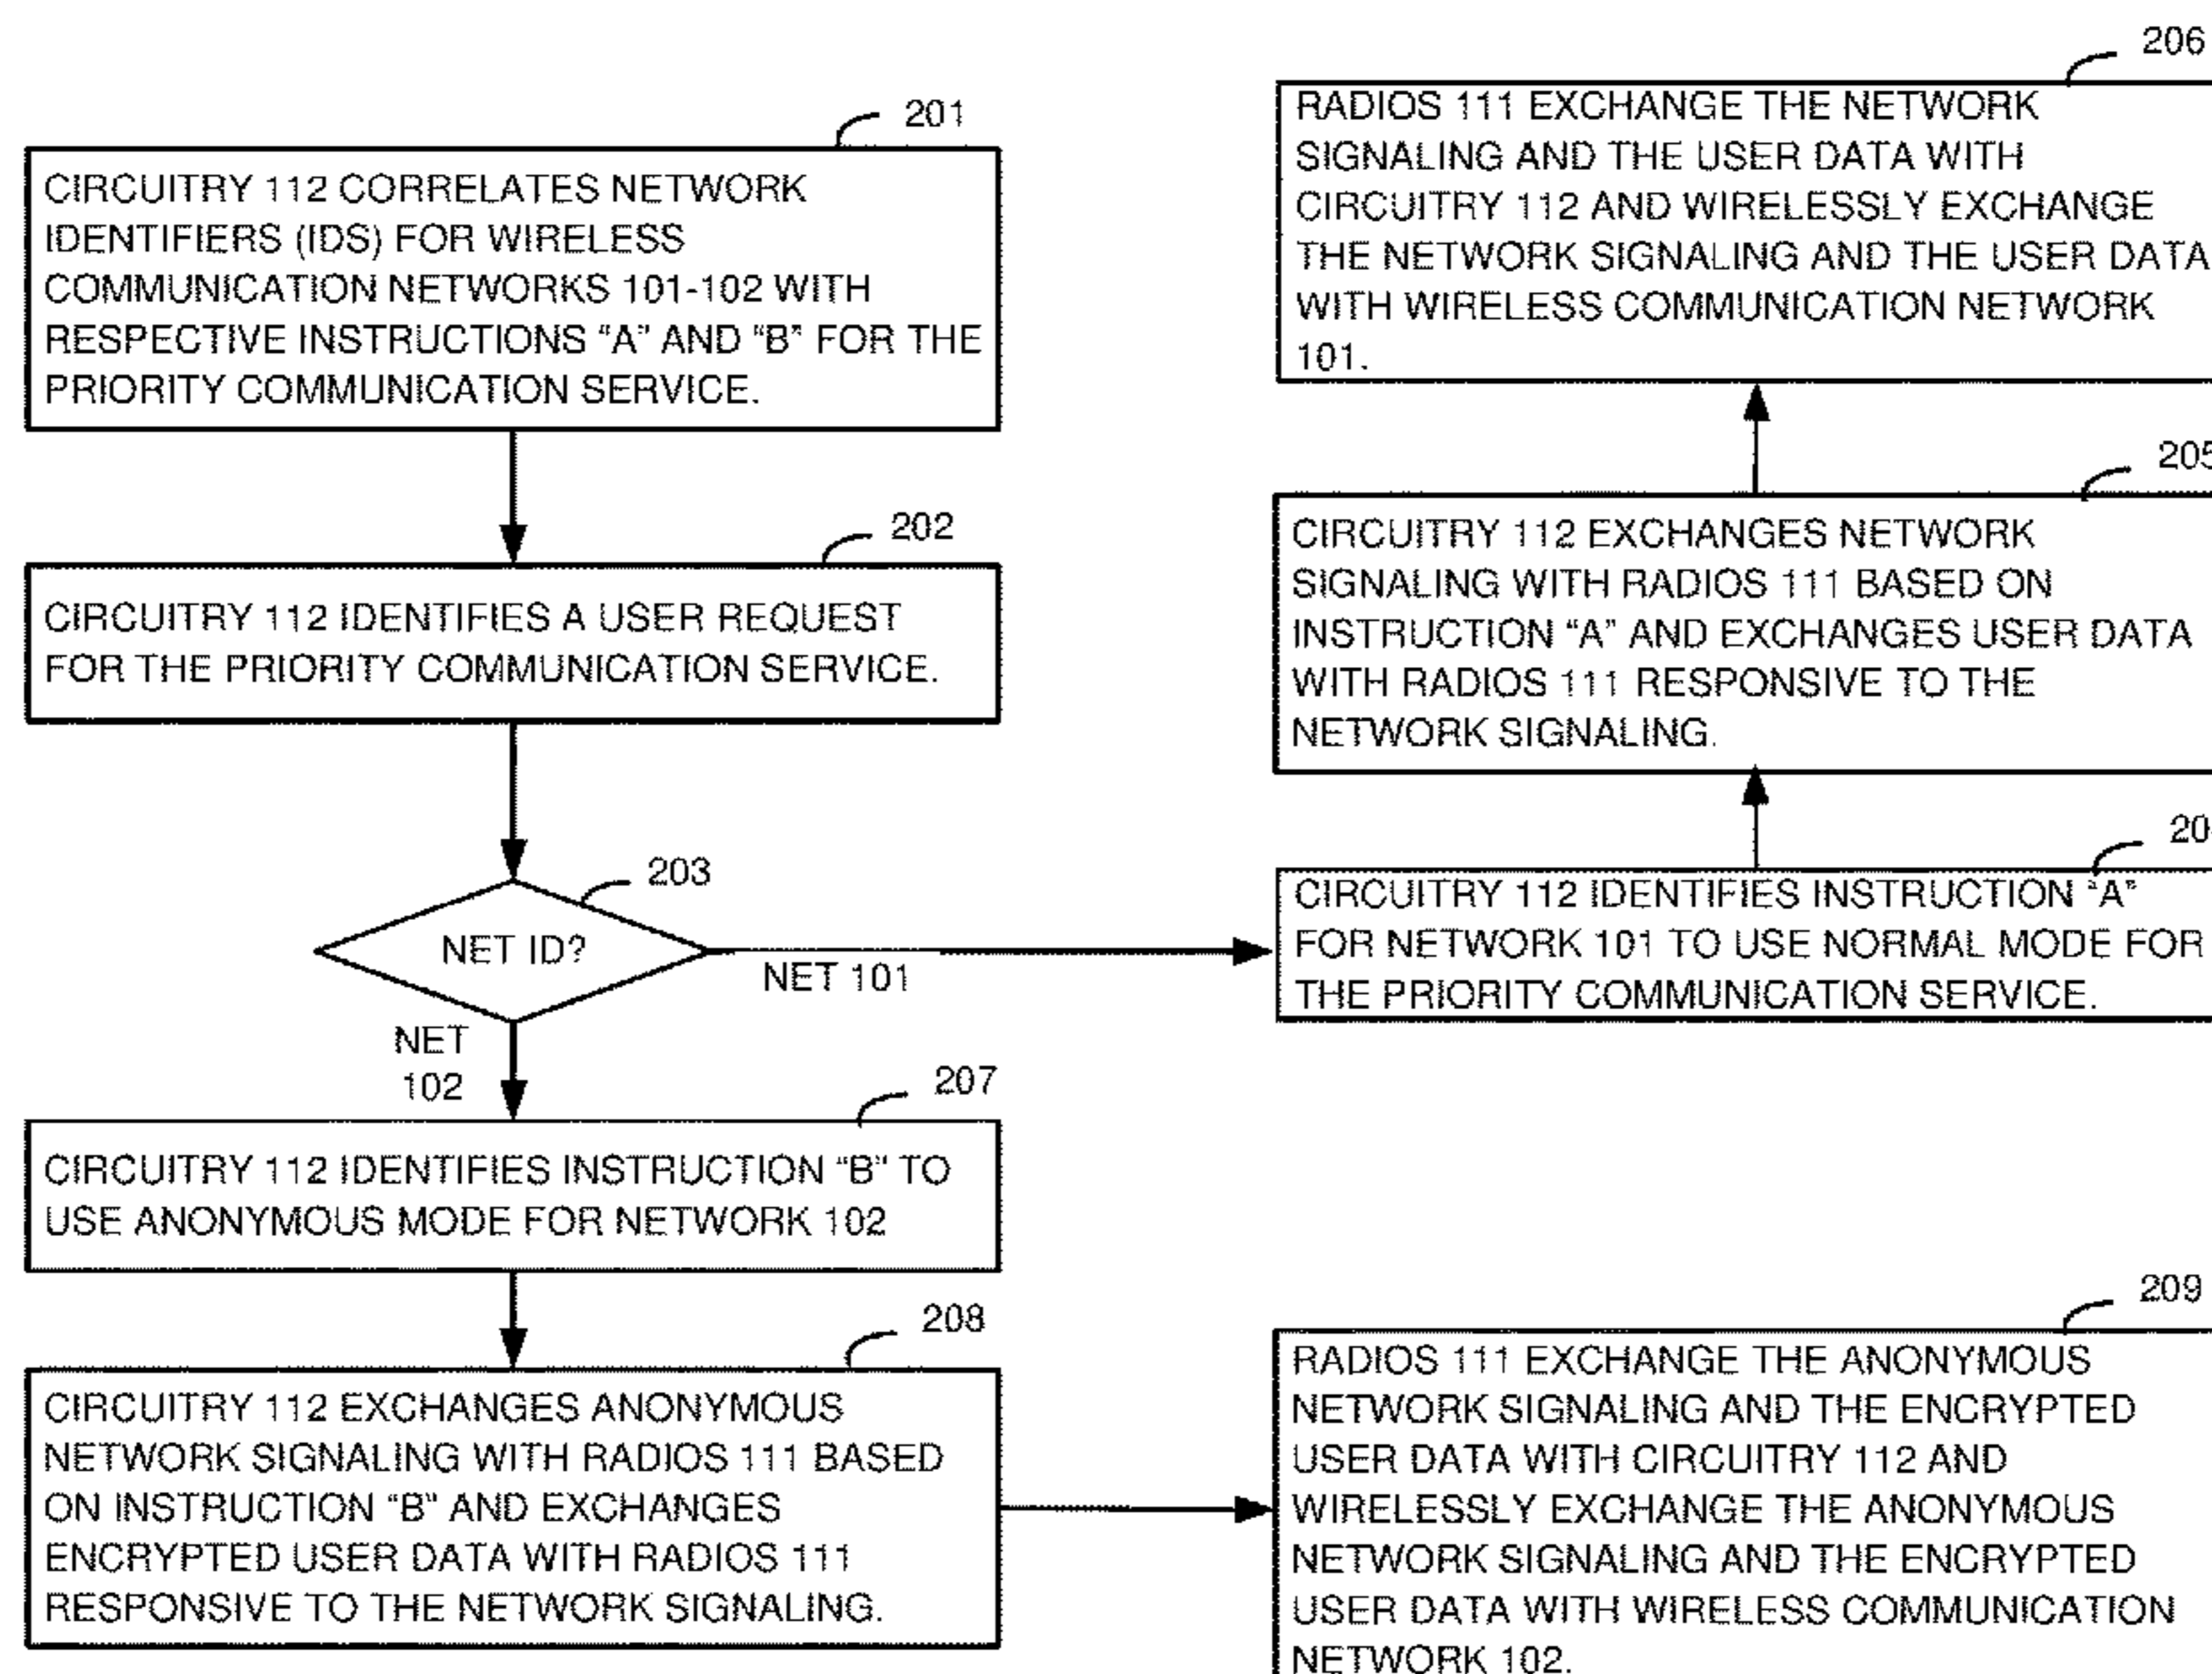 201
CIRCUITRY 112 CORRELATES NETWORK
IDENTIFIERS (IDS) FOR WIRELESS
COMMUNICATION NETWORKS 101-102 WITH
RESPECTIVE INSTRUCTIONS "A" AND "B" FOR THE
PRIORITY COMMUNICATION SERVICE.
202
CIRCUITRY 112 IDENTIFIES A USER REQUEST
FOR THE PRIORITY COMMUNICATION SERVICE.
203
NET ID?
NET 101
NET
102
206
RADIOS 111 EXCHANGE THE NETWORK
SIGNALING AND THE USER DATA WITH
CIRCUITRY 112 AND WIRELESSLY EXCHANGE
THE NETWORK SIGNALING AND THE USER DATA
WITH WIRELESS COMMUNICATION NETWORK
101.
205
CIRCUITRY 112 EXCHANGES NETWORK
SIGNALING WITH RADIOS 111 BASED ON
INSTRUCTION "A" AND EXCHANGES USER DATA
WITH RADIOS 111 RESPONSIVE TO THE
NETWORK SIGNALING.
CIRCUITRY 112 IDENTIFIES INSTRUCTION "A"
FOR NETWORK 101 TO USE NORMAL MODE FOR
THE PRIORITY COMMUNICATION SERVICE.
207
CIRCUITRY 112 IDENTIFIES INSTRUCTION "B" TO
USE ANONYMOUS MODE FOR NETWORK 102
208
CIRCUITRY 112 EXCHANGES ANONYMOUS
NETWORK SIGNALING WITH RADIOS 111 BASED
ON INSTRUCTION "B" AND EXCHANGES
ENCRYPTED USER DATA WITH RADIOS 111
RESPONSIVE TO THE NETWORK SIGNALING.
209
RADIOS 111 EXCHANGE THE ANONYMOUS
NETWORK SIGNALING AND THE ENCRYPTED
USER DATA WITH CIRCUITRY 112 AND
WIRELESSLY EXCHANGE THE ANONYMOUS
NETWORK SIGNALING AND THE ENCRYPTED
USER DATA WITH WIRELESS COMMUNICATION
NETWORK 102.